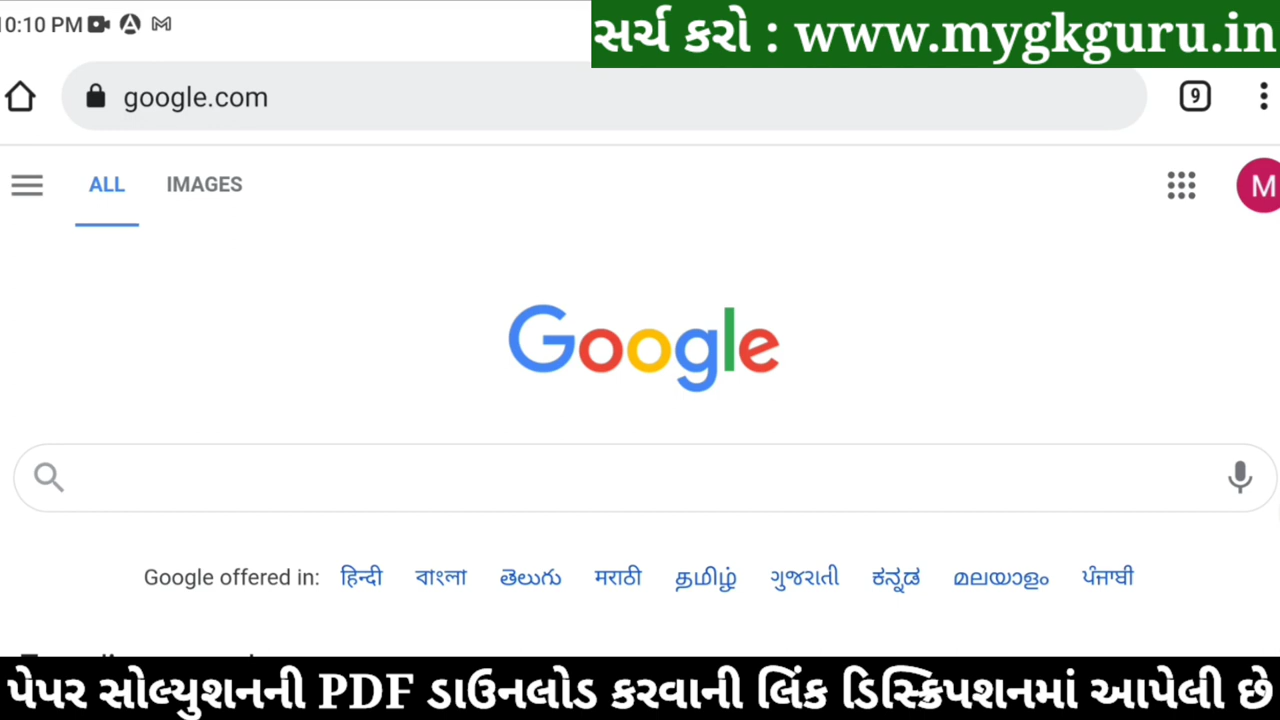 10:10 PM
સર્ચ કરો : www.mygkguru.in
google.com
9
ALL IMAGES
M
Google
Google offered in: हिन्दी বাংলা తెలుగు मराठी தமிழ் ગુજરાતી ಕನ್ನಡ മലയാളം ਪੰਜਾਬੀ
પેપર સોલ્યુશનની PDF ડાઉનલોડ કરવાની લિંક ડિસ્ક્રિપશનમાં આપેલી છે